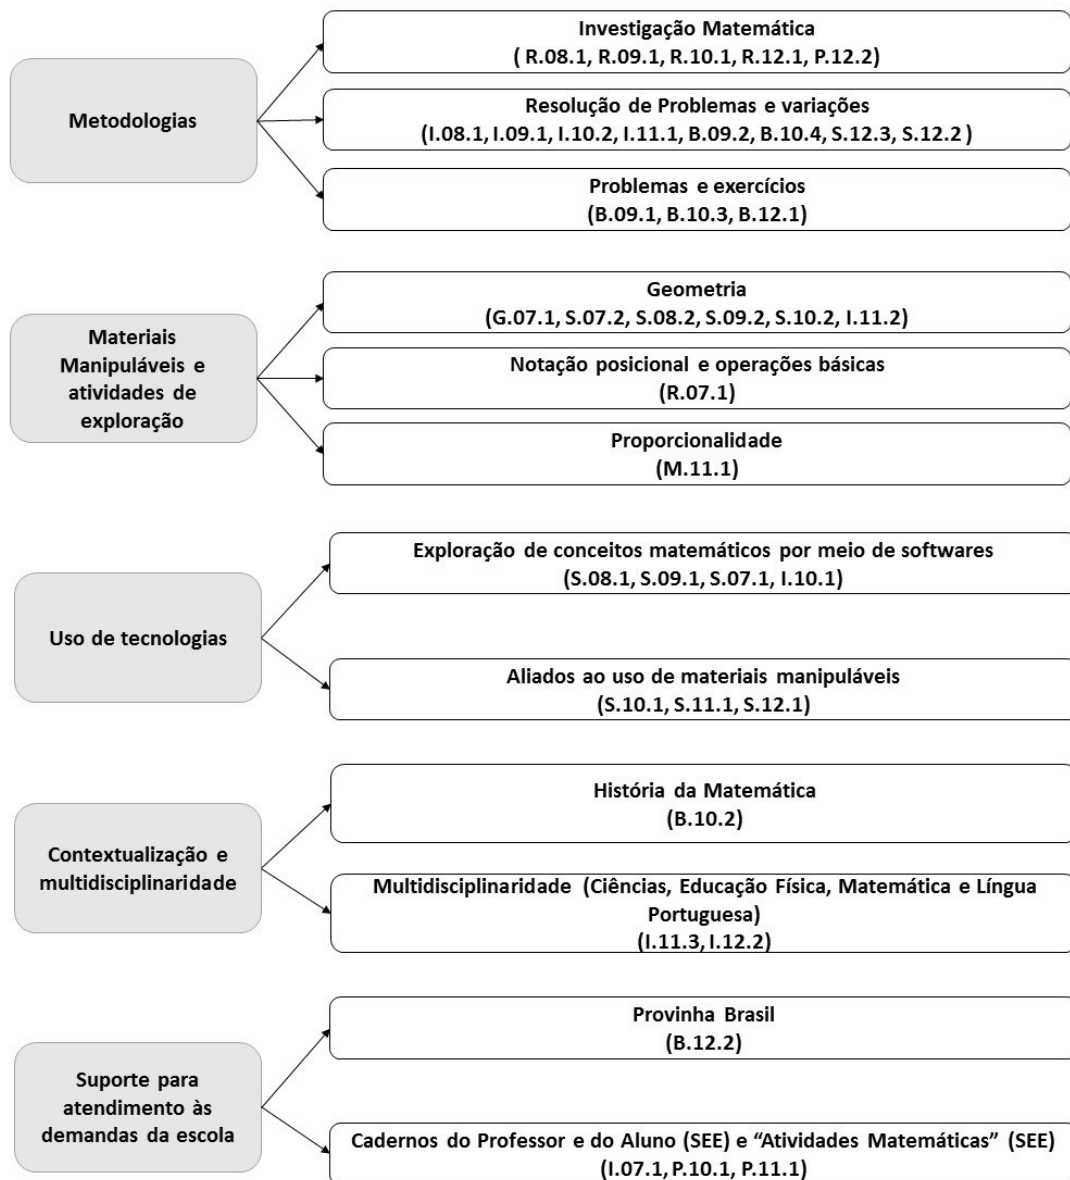 Metodologias
Investigação Matemática
( R.08.1, R.09.1, R.10.1, R.12.1, P.12.2)
Resolução de Problemas e variações
(I.08.1, I.09.1, I.10.2, I.11.1, B.09.2, B.10.4, S.12.3, S.12.2 )
Problemas e exercícios
(B.09.1, B.10.3, B.12.1)
Materiais
Manipuláveis e
atividades de
exploração
Geometria
(G.07.1, S.07.2, S.08.2, S.09.2, S.10.2, I.11.2)
Notação posicional e operações básicas
(R.07.1)
Proporcionalidade
(M.11.1)
Uso de tecnologias
Exploração de conceitos matemáticos por meio de softwares
(S.08.1, S.09.1, S.07.1, I.10.1)
Aliados ao uso de materiais manipuláveis
(S.10.1, S.11.1, S.12.1)
Contextualização e
multidisciplinaridade
História da Matemática
(B.10.2)
Multidisciplinaridade (Ciências, Educação Física, Matemática e Língua
Portuguesa)
(I.11.3, I.12.2)
Suporte para
atendimento às
demandas da escola
Provinha Brasil
(B.12.2)
Cadernos do Professor e do Aluno (SEE) e “Atividades Matemáticas” (SEE)
(I.07.1, P.10.1, P.11.1)